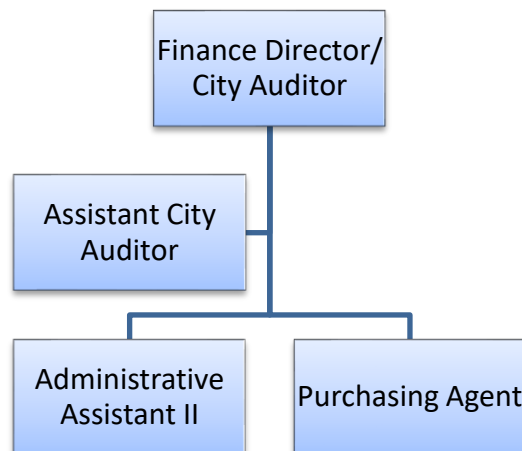 Finance Director/
City Auditor
Assistant City
Auditor
Administrative
Assistant II
Purchasing Agent